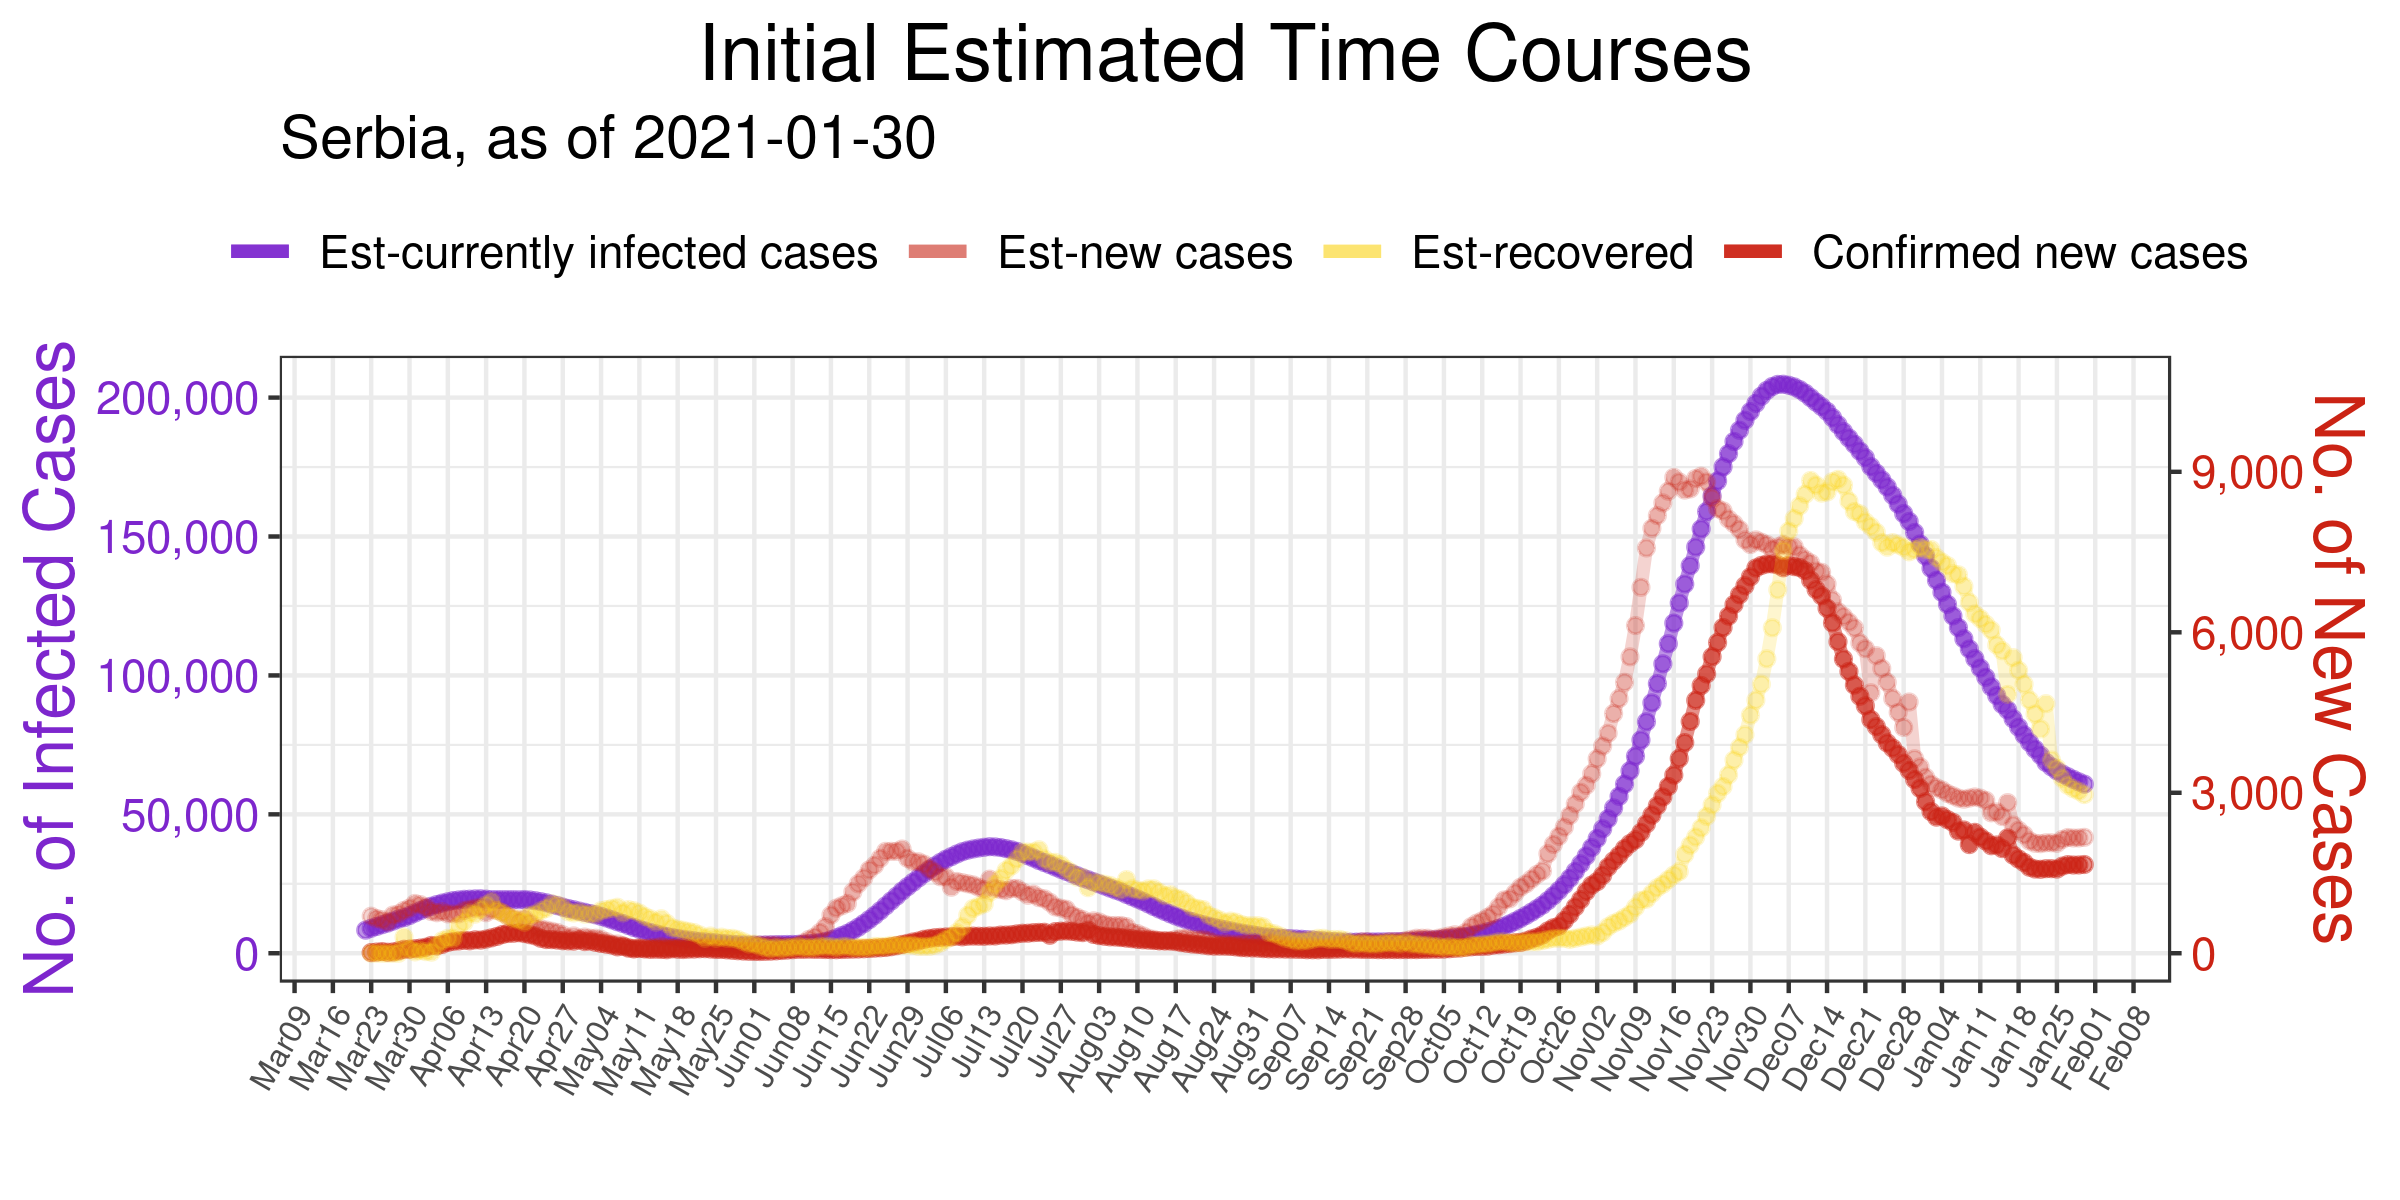 Initial Estimated Time Courses
Serbia, as of 2021-01-30
Est-currently infected cases
Est-new cases
Est-recovered
Confirmed new cases
No. of Infected Cases
200,000
150,000
100,000
50,000
0
No. of New Cases
9,000
6,000
3,000
0
Mar09
Mar16
Mar23
Mar30
Apr06
Apr13
Apr20
Apr27
May04
May11
May18
May25
Jun01
Jun08
Jun15
Jun22
Jun29
Jul06
Jul13
Jul20
Jul27
Aug03
Aug10
Aug17
Aug24
Aug31
Sep07
Sep14
Sep21
Sep28
Oct05
Oct12
Oct19
Oct26
Nov02
Nov09
Nov16
Nov23
Nov30
Dec07
Dec14
Dec21
Dec28
Jan04
Jan11
Jan18
Jan25
Feb01
Feb08